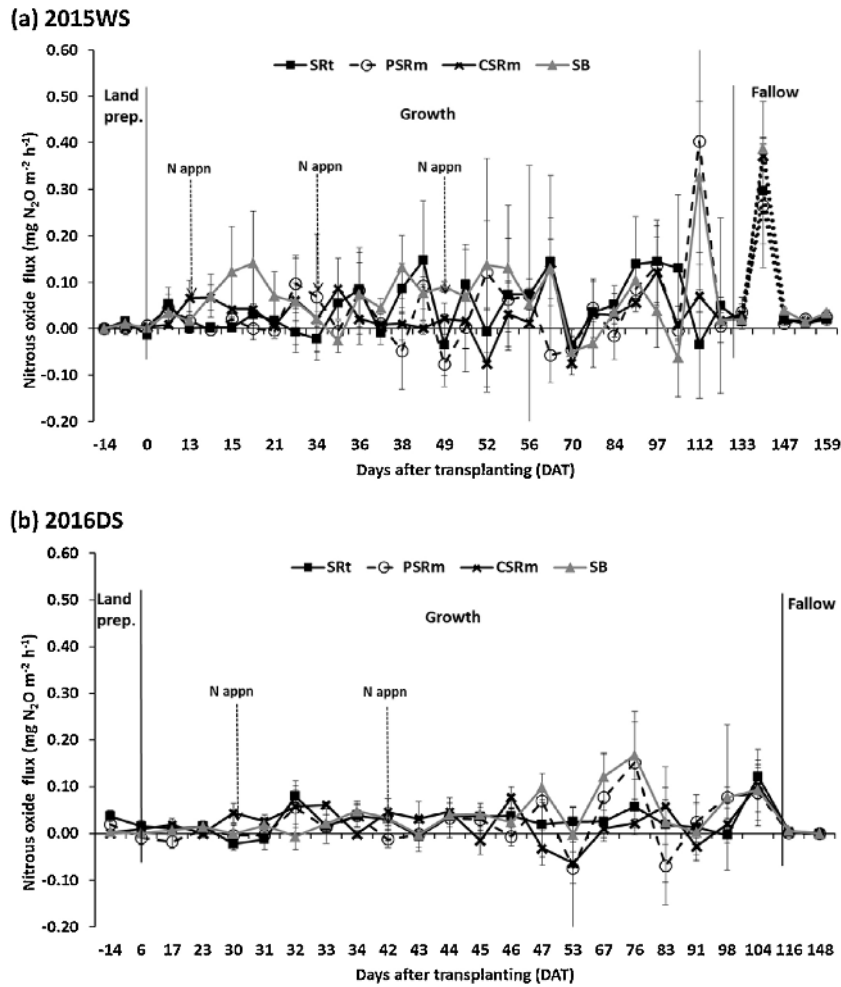 (a) 2015WS
0.60
0.50
0.40
0.30
0.20
0.10
0.00
-0.10
-0.20
Nitrous oxide flux (mg N₂O m⁻² h⁻¹)
SRt PSRm CSRm SB
Land prep.
Growth
Fallow
N appn N appn N appn
-14 0 13 15 21 34 36 38 49 52 56 70 84 97 112 133 147 159
Days after transplanting (DAT)
(b) 2016DS
0.60
0.50
0.40
0.30
0.20
0.10
0.00
-0.10
-0.20
Nitrous oxide flux (mg N₂O m⁻² h⁻¹)
SRt PSRm CSRm SB
Land prep.
Growth
Fallow
N appn N appn
-14 6 17 23 30 31 32 33 34 42 43 44 45 46 47 53 67 76 83 91 98 104 116 148
Days after transplanting (DAT)